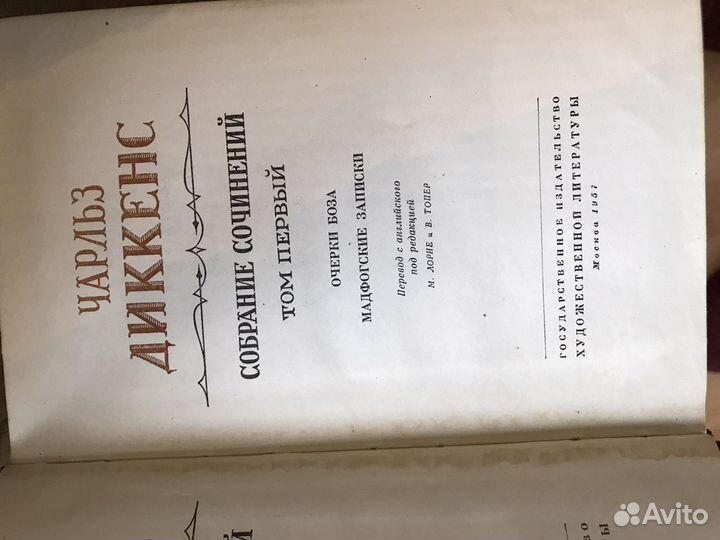 ЧАРЛЬЗ
ДИККЕНС
СОБРАНИЕ СОЧИНЕНИЙ
ТОМ ПЕРВЫЙ
ОЧЕРКИ БОЗА
МАДФОГСКИЕ ЗАПИСКИ
Перевод с английского
под редакцией
М. ЛОРИЕ и В. ТОПЕР
ГОСУДАРСТВЕННОЕ ИЗДАТЕЛЬСТВО
ХУДОЖЕСТВЕННОЙ ЛИТЕРАТУРЫ
Москва 1957
Й
ВО
Ы
Avito